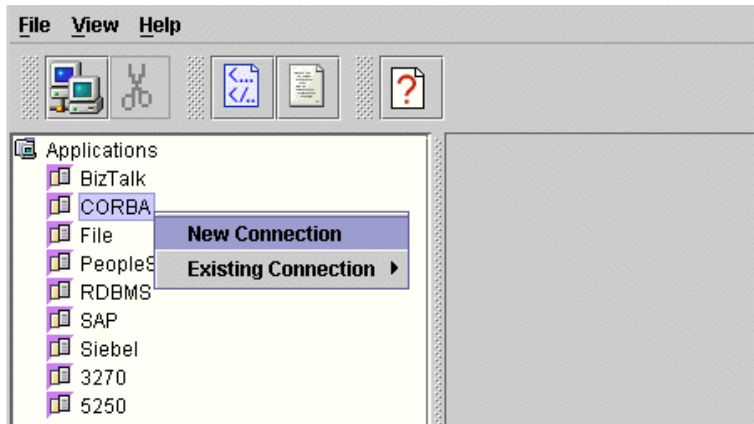 File View Help
Applications
BizTalk
CORBA
File
New Connection
Existing Connection
RDBMS
SAP
Siebel
3270
5250